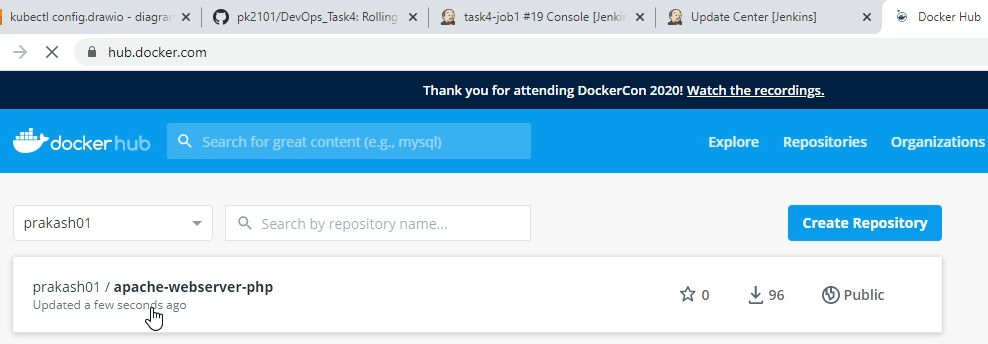 kubectl config.drawio - diagran
pk2101/DevOps_Task4: Rolling
task4-job1 #19 Console [Jenkin
Update Center [Jenkins]
Docker Hub
hub.docker.com
Thank you for attending DockerCon 2020! Watch the recordings.
docker hub
Search for great content (e.g., mysql)
Explore
Repositories
Organizations
prakash01
Search by repository name...
Create Repository
prakash01 / apache-webserver-php
Updated a few seconds ago
0
96
Public